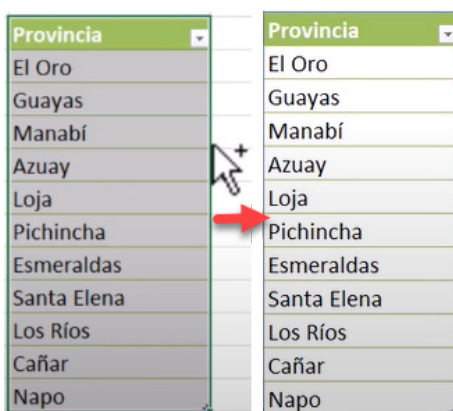 Provincia
El Oro
Guayas
Manabí
Azuay
Loja
Pichincha
Esmeraldas
Santa Elena
Los Ríos
Cañar
Napo
Provincia
El Oro
Guayas
Manabí
Azuay
Loja
Pichincha
Esmeraldas
Santa Elena
Los Ríos
Cañar
Napo